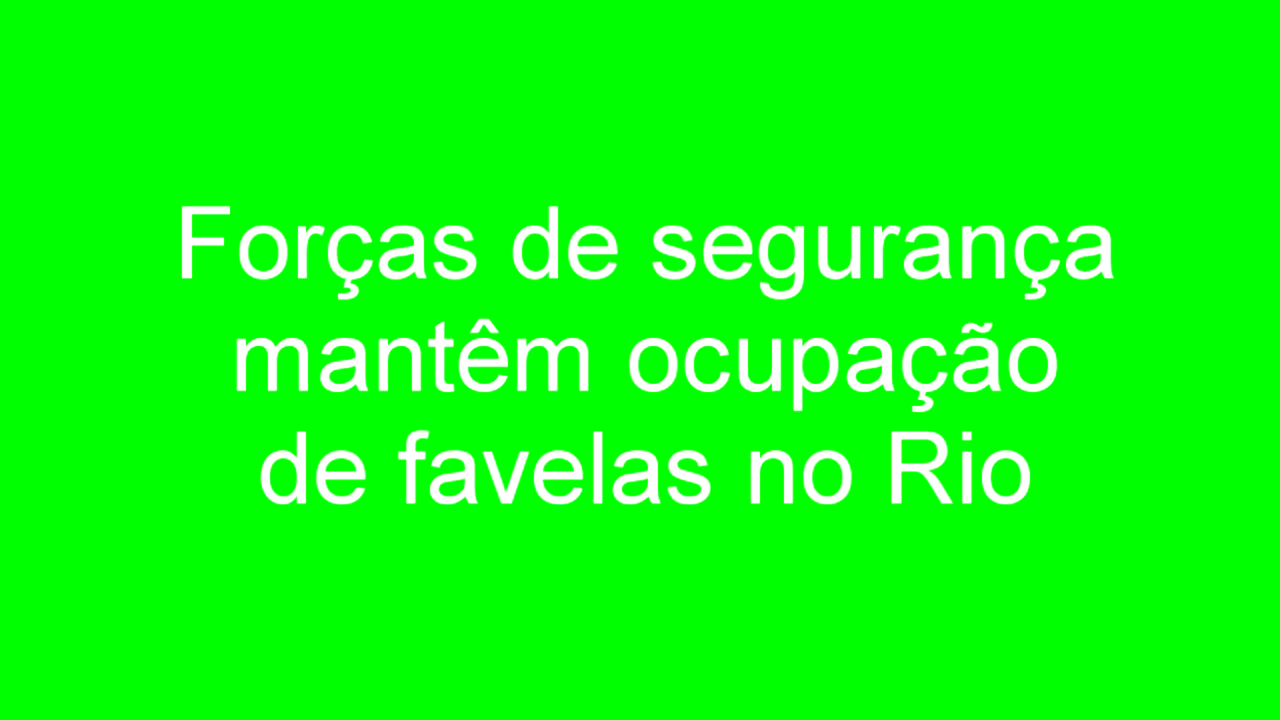 Forças de segurança
mantêm ocupação
de favelas no Rio